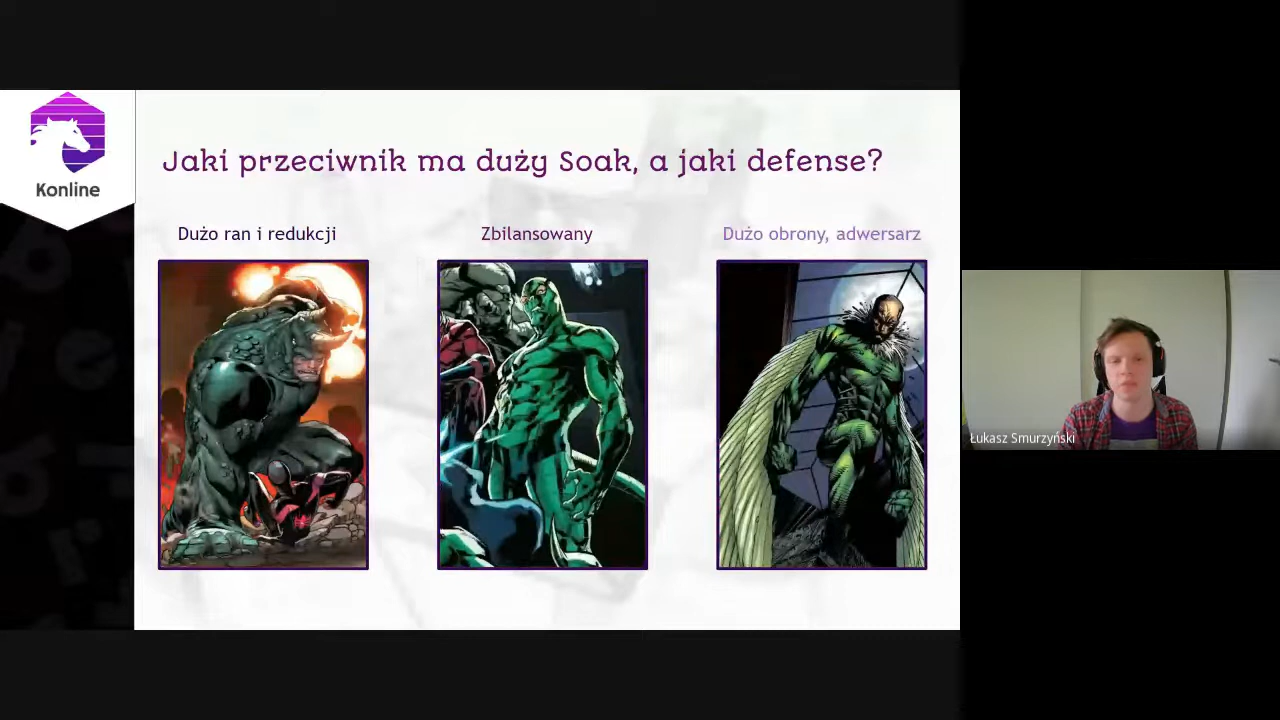 Konline
Jaki przeciwnik ma duży Soak, a jaki defense?
Dużo ran i redukcji
Zbilansowany
Dużo obrony, adwersarz
Łukasz Smurzyński